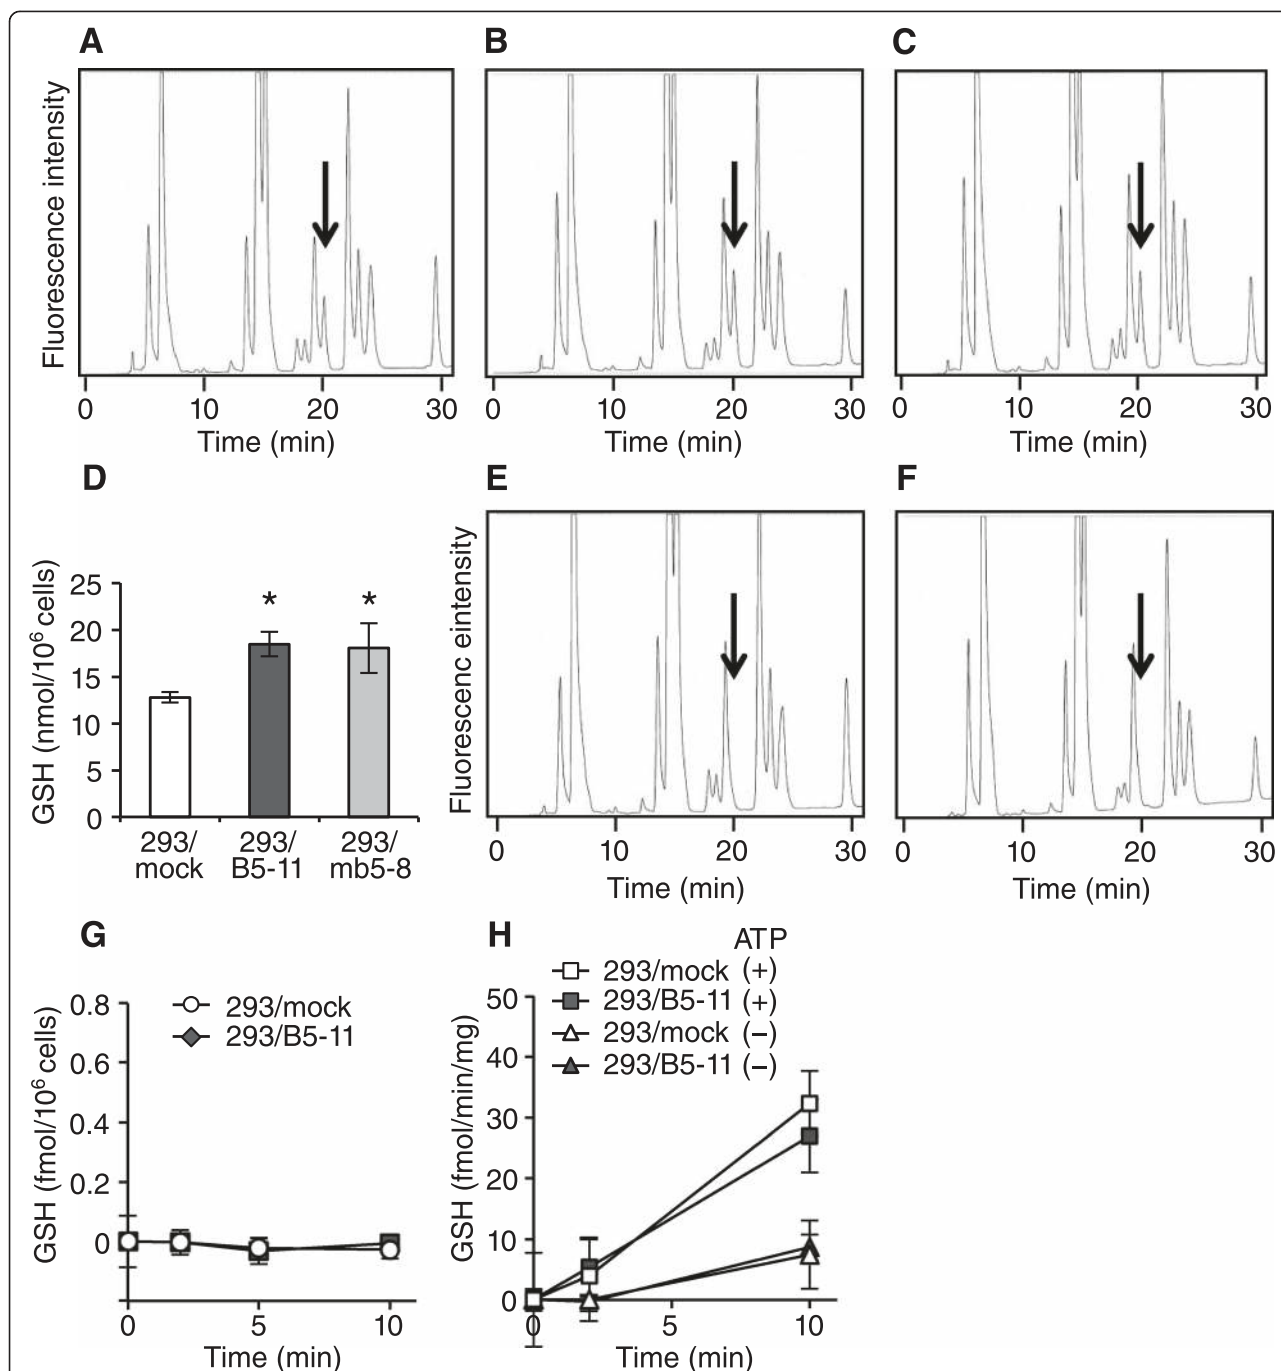 A
B
C
Fluorescence intensity
0 10 20 30
0 10 20 30
0 10 20 30
Time (min)
Time (min)
Time (min)
D
E
F
GSH (nmol/10⁶ cells)
25
20
15
10
5
0
* *
293/ 293/ 293/
mock B5-11 mb5-8
Fluorescenc eintensity
0 10 20 30
0 10 20 30
Time (min)
Time (min)
G
GSH (fmol/10⁶ cells)
293/mock
293/B5-11
0.8
0.6
0.4
0.2
0
0 5 10
Time (min)
H
ATP
293/mock (+)
293/B5-11 (+)
293/mock (−)
293/B5-11 (−)
GSH (fmol/min/mg)
50
40
30
20
10
0
0 5 10
Time (min)